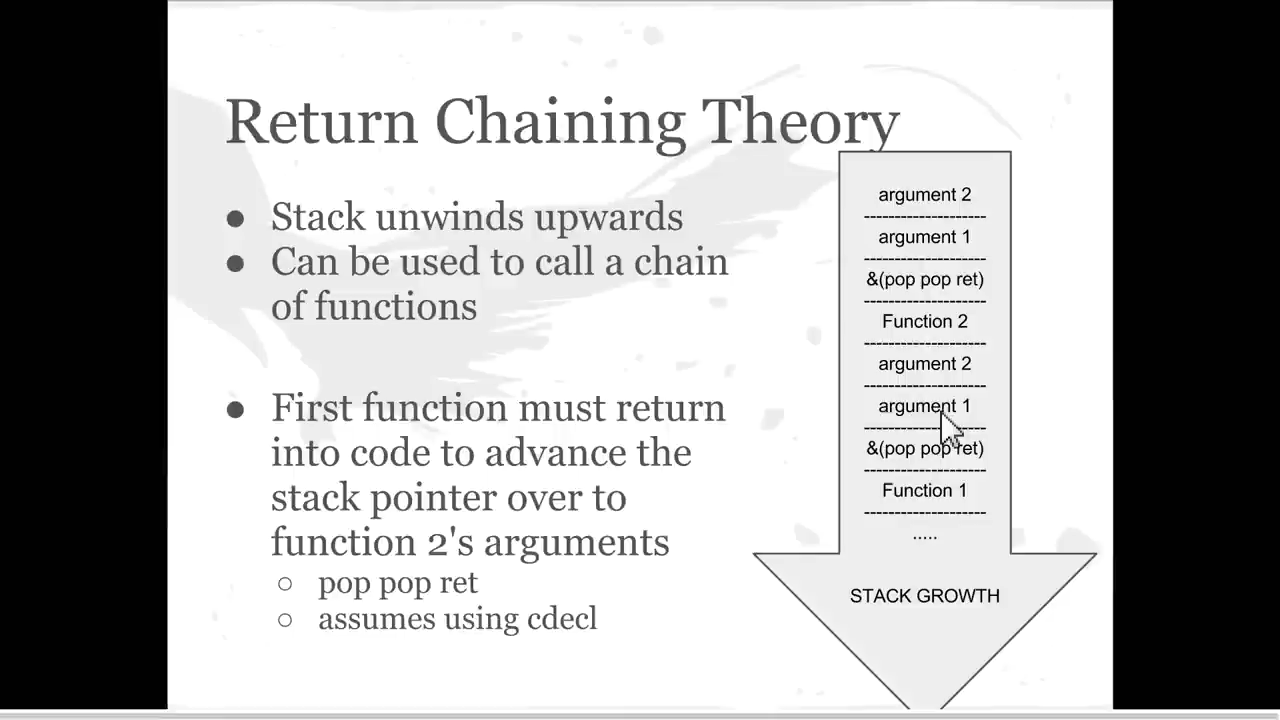 Return Chaining Theory
● Stack unwinds upwards
● Can be used to call a chain
of functions
● First function must return
into code to advance the
stack pointer over to
function 2's arguments
○ pop pop ret
○ assumes using cdecl
argument 2
--------------------
argument 1
--------------------
&(pop pop ret)
--------------------
Function 2
--------------------
argument 2
--------------------
argument 1
--------------------
&(pop pop ret)
--------------------
Function 1
--------------------
.....
STACK GROWTH